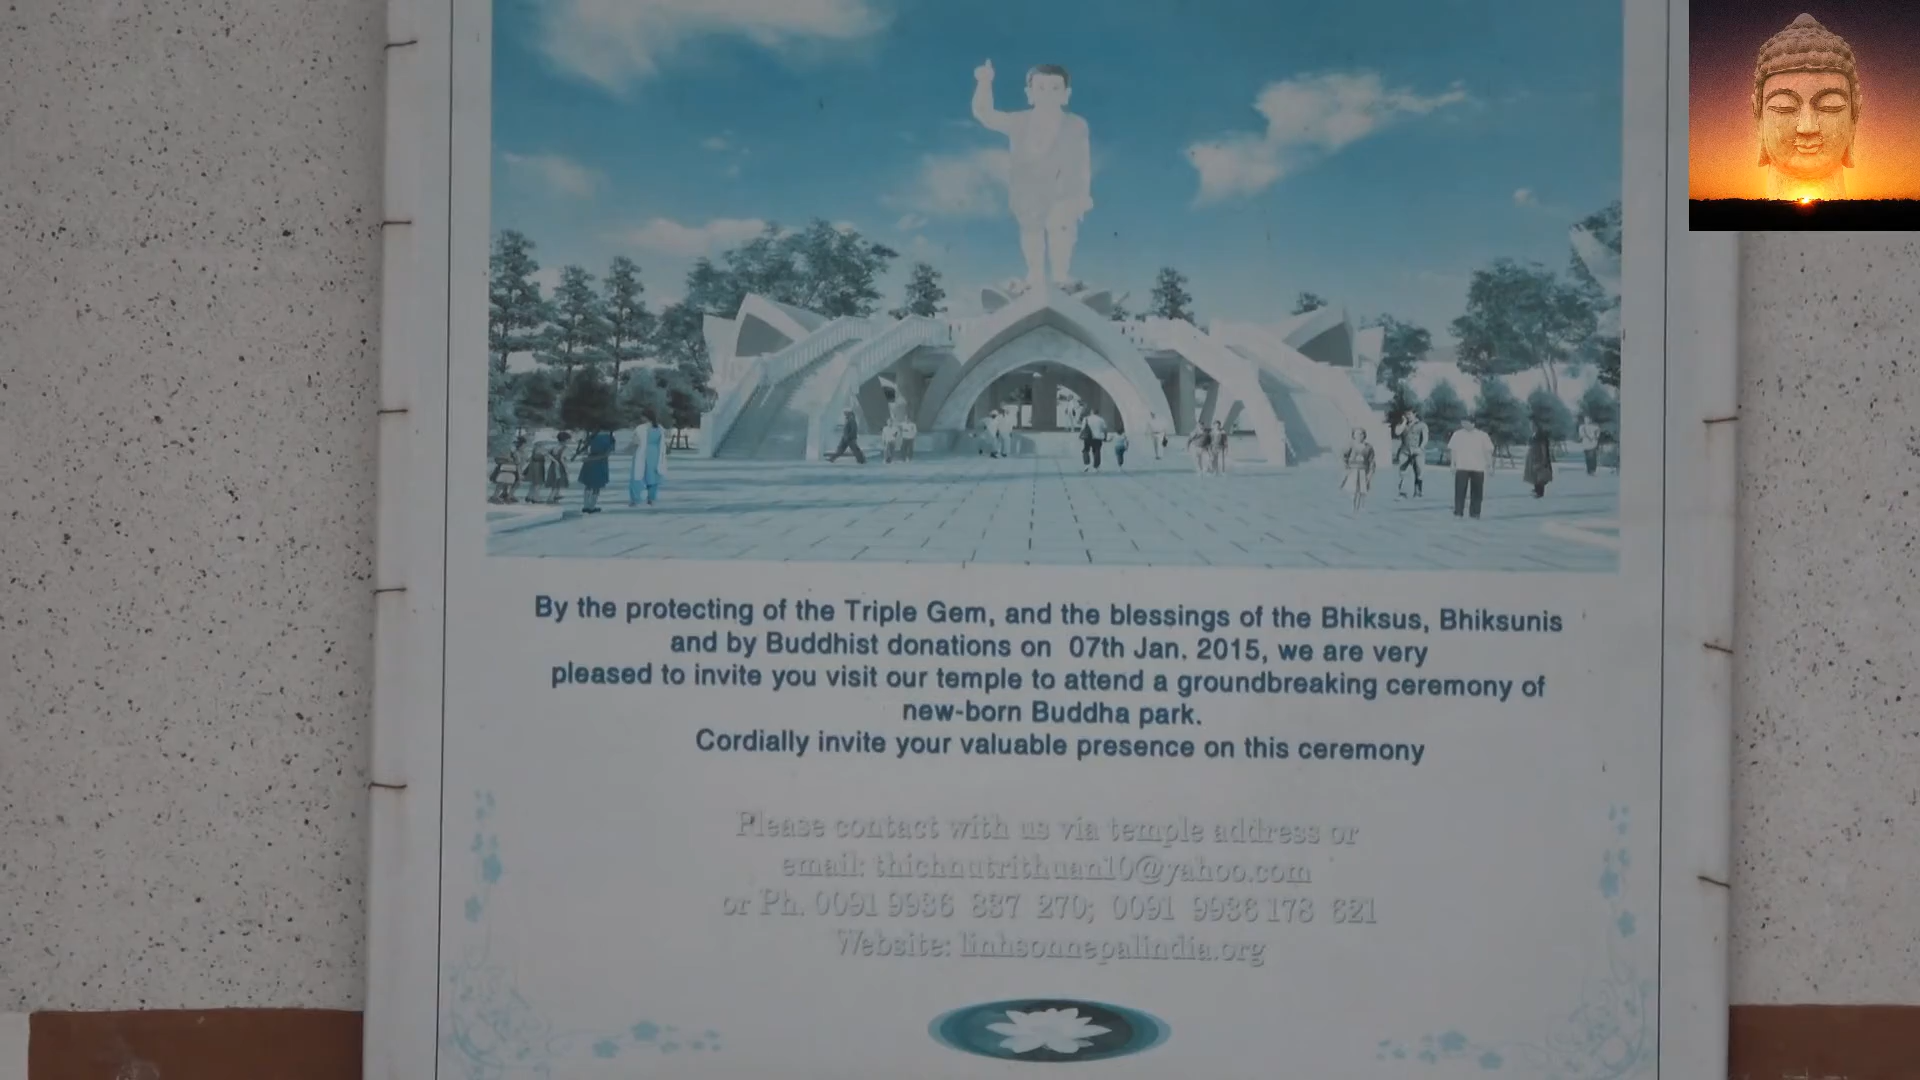 By the protecting of the Triple Gem, and the blessings of the Bhiksus, Bhiksunis
and by Buddhist donations on 07th Jan. 2015, we are very
pleased to invite you visit our temple to attend a groundbreaking ceremony of
new-born Buddha park.
Cordially invite your valuable presence on this ceremony
Please contact with us via temple address or
email: thichnutrithuan10@yahoo.com
or Ph. 0091 9936 837 270; 0091 9936 178 621
Website: linhsonnepalindia.org